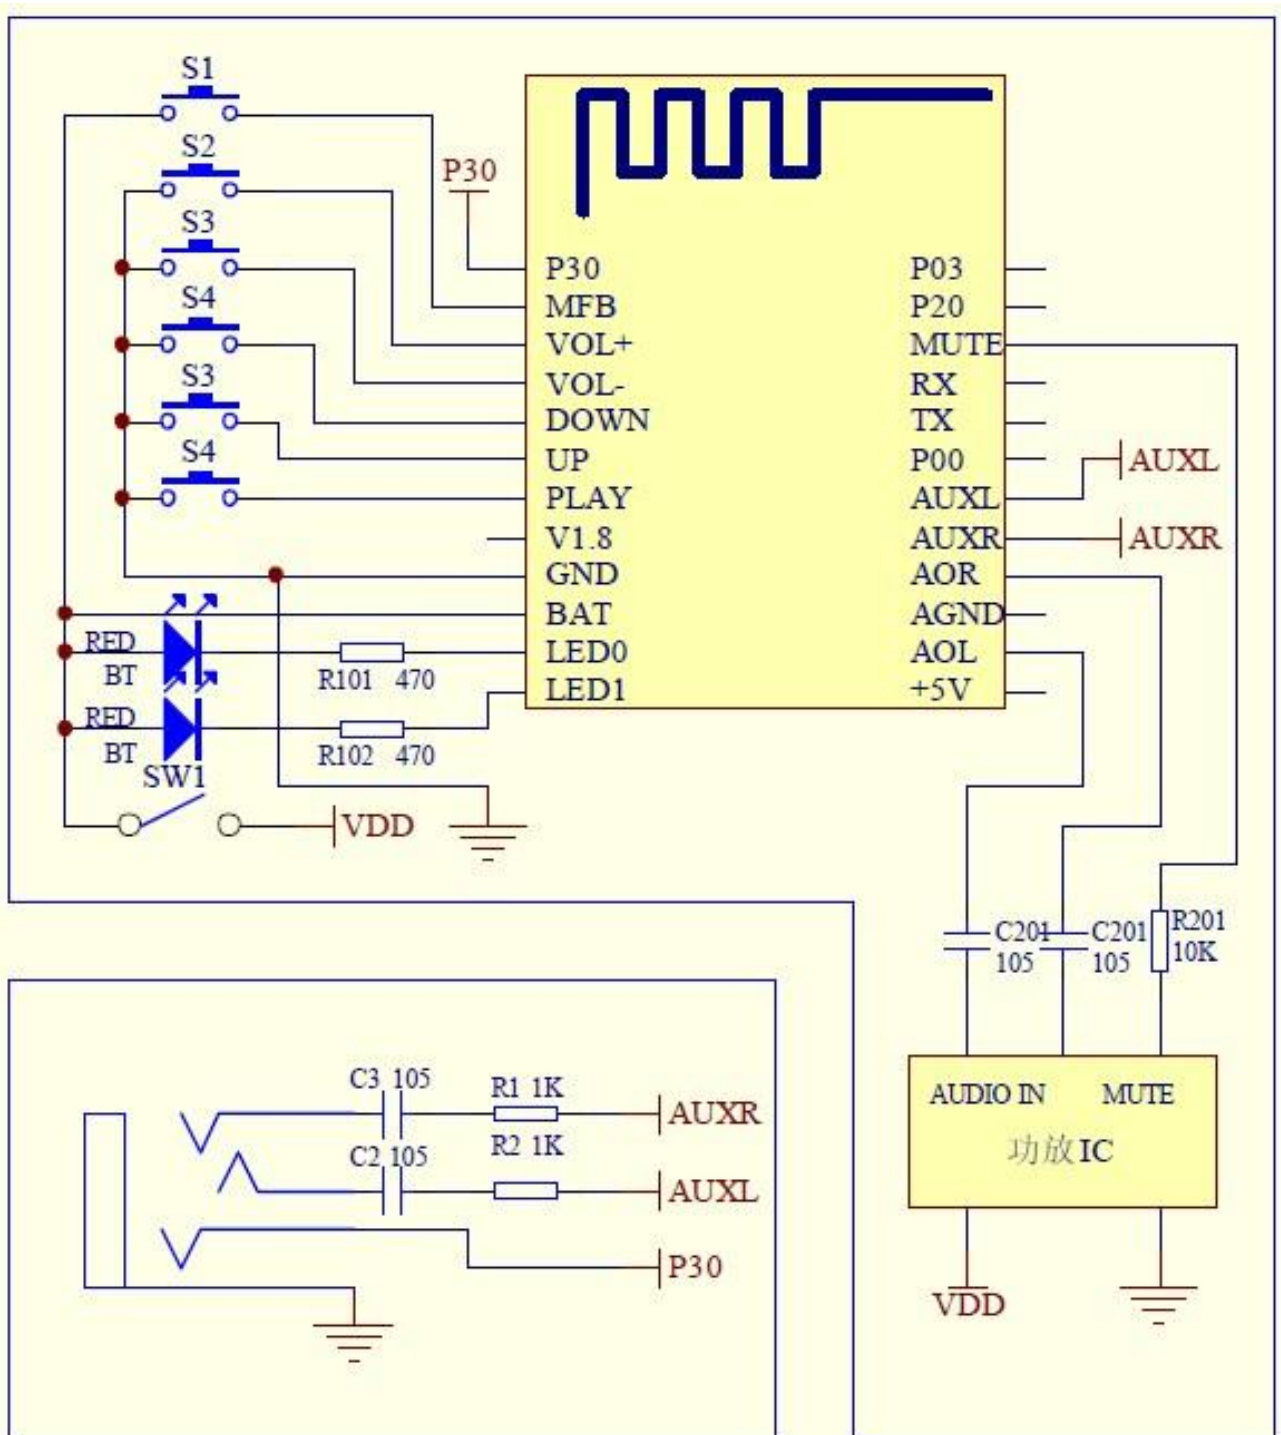 S1
S2
S3
S4
S3
S4
P30
P30
MFB
VOL+
VOL-
DOWN
UP
PLAY
V1.8
GND
BAT
LED0
LED1
P03
P20
MUTE
RX
TX
P00
AUXL
AUXR
AOR
AGND
AOL
+5V
AUXL
AUXR
RED
BT
R101 470
RED
BT
R102 470
SW1
VDD
C201
105
C201
105
R201
10K
AUDIO IN MUTE
功放IC
VDD
C3 105
R1 1K
AUXR
C2 105
R2 1K
AUXL
P30